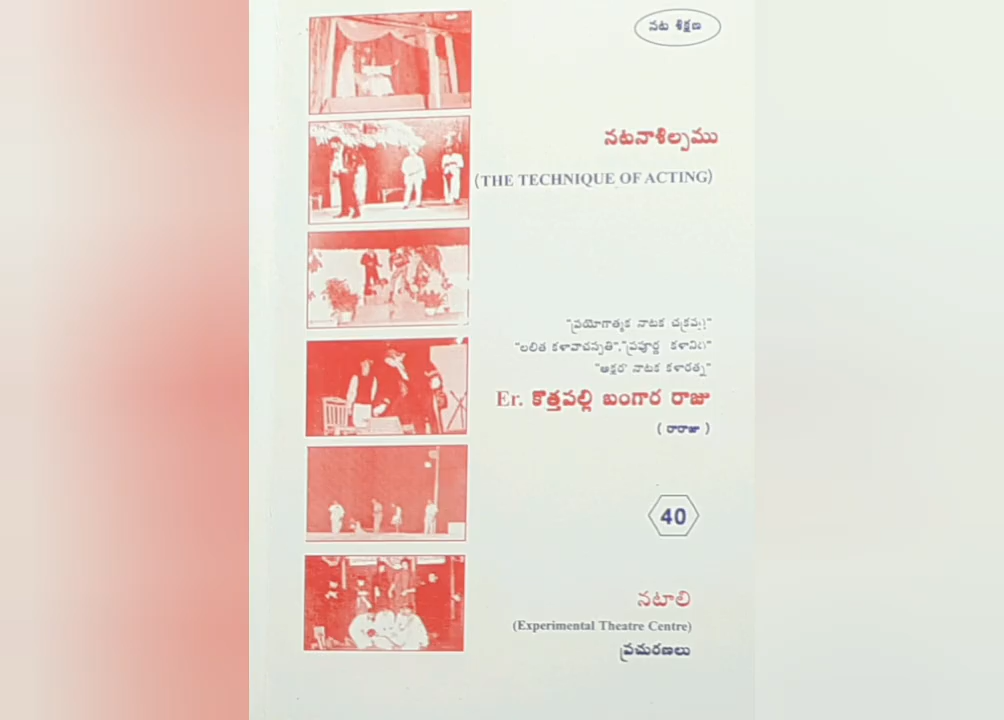 నట శిక్షణ
నటనాశిల్పము
(THE TECHNIQUE OF ACTING)
"ప్రయోగాత్మక నాటక చక్రవర్తి"
"లలిత కళావాచస్పతి","ప్రపూర్ణ కళానిధి"
"అక్షర నాటక కళారత్న"
Er. కొత్తపల్లి బంగార రాజు
( రారాజు )
40
నటాలి
(Experimental Theatre Centre)
ప్రచురణలు